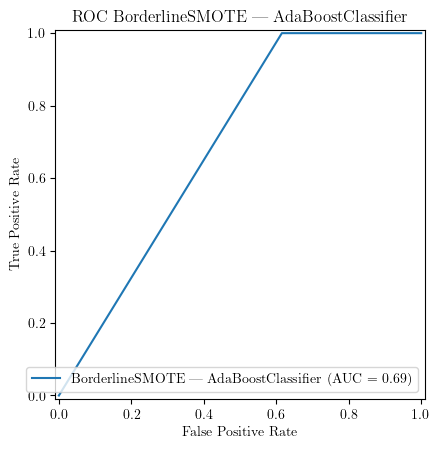 ROC BorderlineSMOTE — AdaBoostClassifier
True Positive Rate
1.0
0.8
0.6
0.4
0.2
0.0
BorderlineSMOTE — AdaBoostClassifier (AUC = 0.69)
0.0 0.2 0.4 0.6 0.8 1.0
False Positive Rate